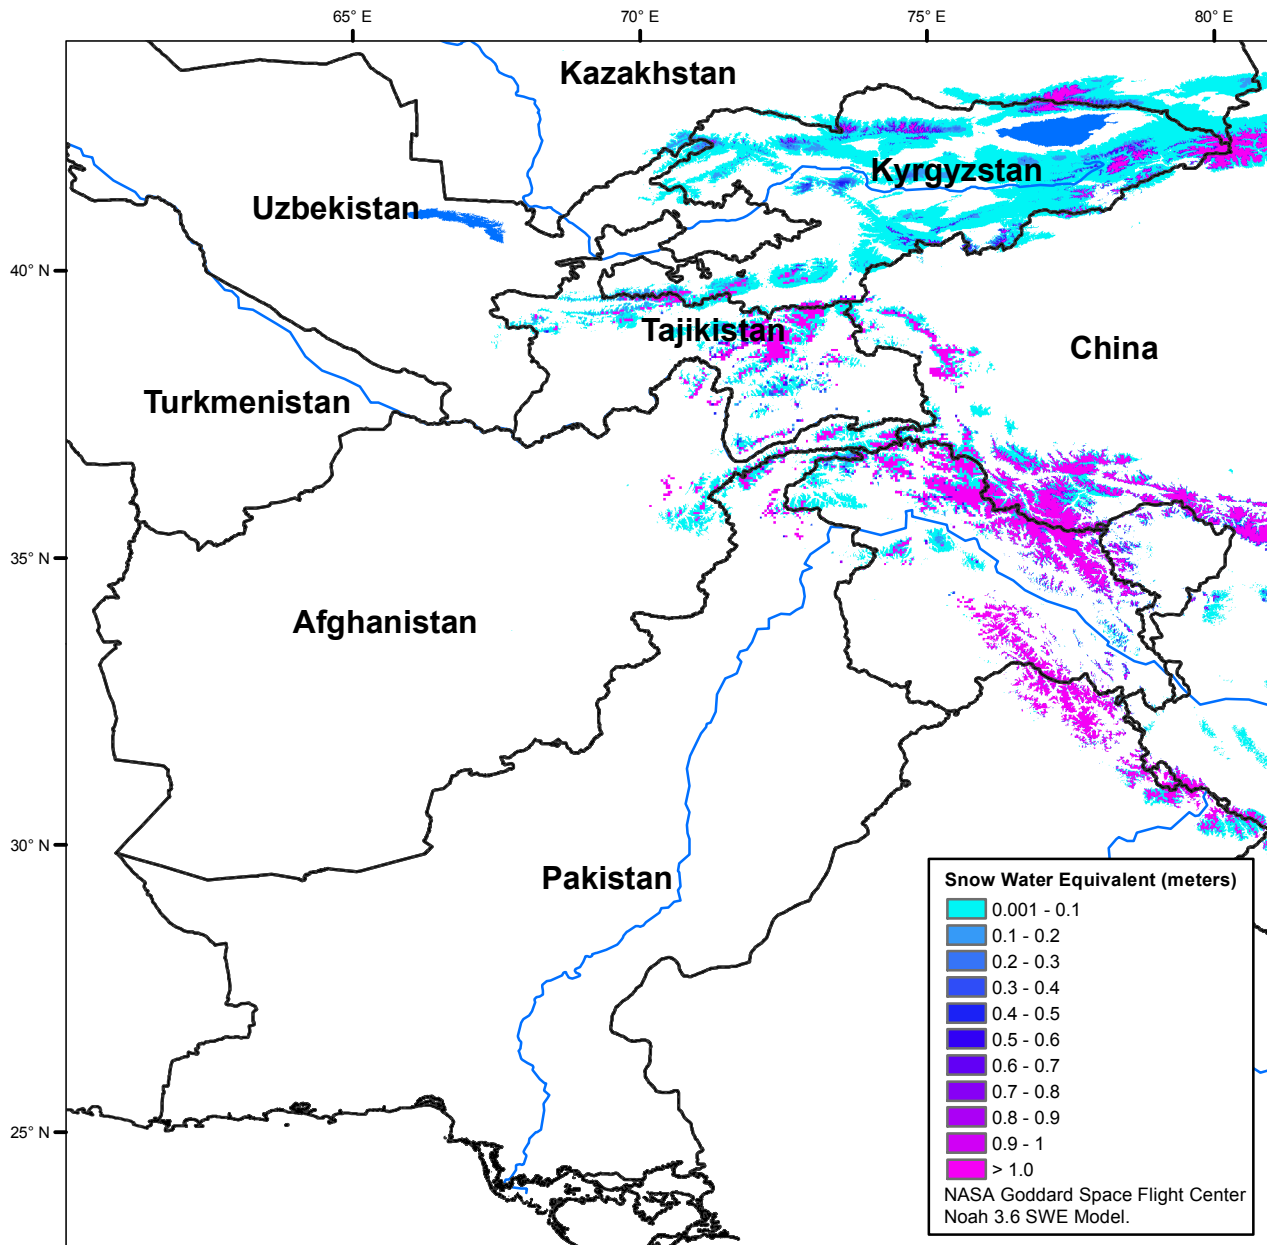 65° E
70° E
75° E
80° E
Kazakhstan
Kyrgyzstan
Uzbekistan
40° N
Tajikistan
China
Turkmenistan
35° N
Afghanistan
30° N
Pakistan
25° N
Snow Water Equivalent (meters)
0.001 - 0.1
0.1 - 0.2
0.2 - 0.3
0.3 - 0.4
0.4 - 0.5
0.5 - 0.6
0.6 - 0.7
0.7 - 0.8
0.8 - 0.9
0.9 - 1
> 1.0
NASA Goddard Space Flight Center
Noah 3.6 SWE Model.